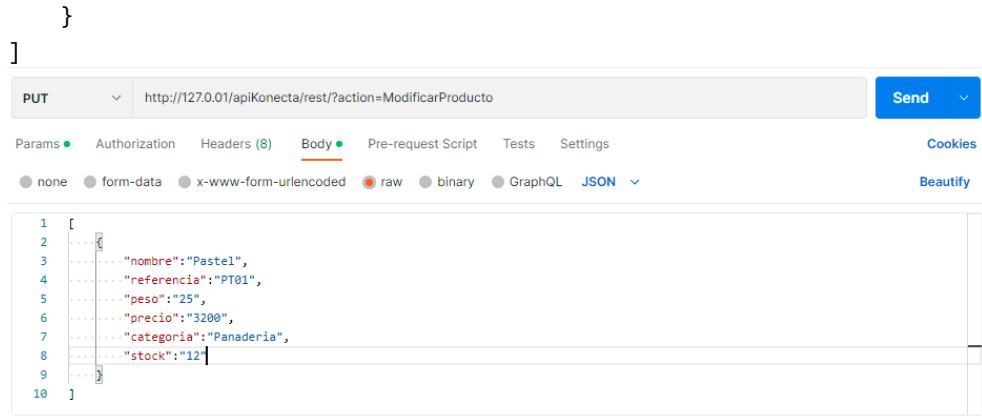 }
]
PUT http://127.0.01/apiKonecta/rest/?action=ModificarProducto Send
Params Authorization Headers (8) Body Pre-request Script Tests Settings Cookies
none form-data x-www-form-urlencoded raw binary GraphQL JSON Beautify
1 [
2 {
3 "nombre":"Pastel",
4 "referencia":"PT01",
5 "peso":"25",
6 "precio":"3200",
7 "categoria":"Panaderia",
8 "stock":"12"
9 }
10 ]